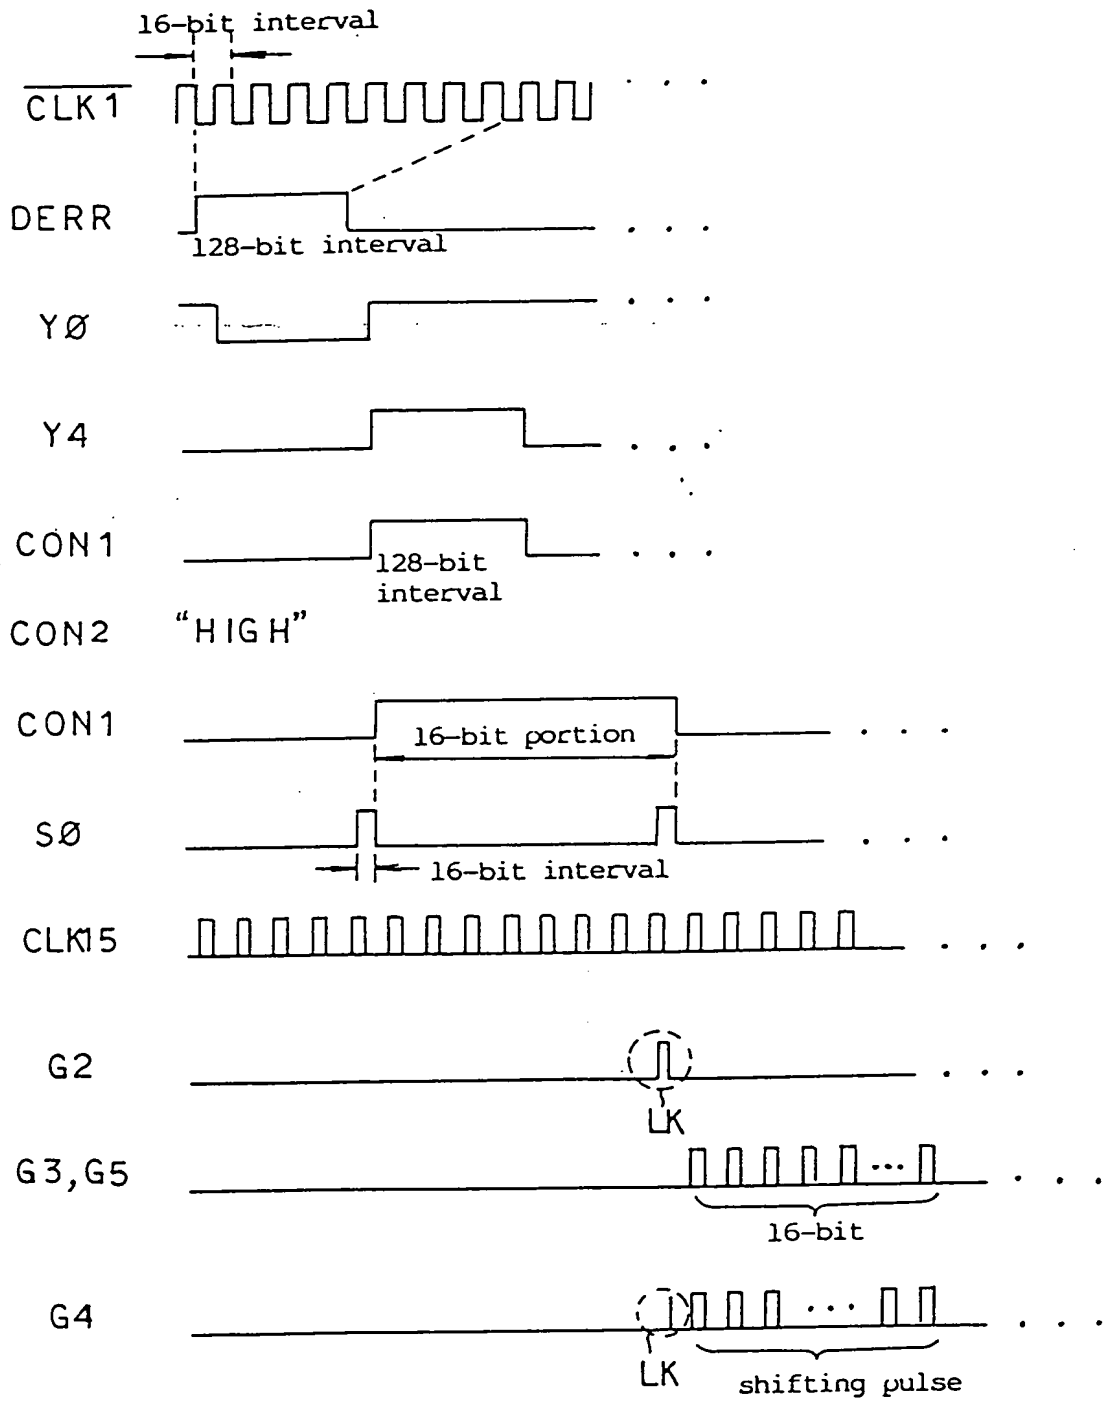 16-bit interval
CLK1
DERR
128-bit interval
YØ
Y4
CON1
128-bit
interval
CON2 "HIGH"
CON1
16-bit portion
SØ
16-bit interval
CLK15
G2
LK
G3,G5
16-bit
G4
LK
shifting pulse